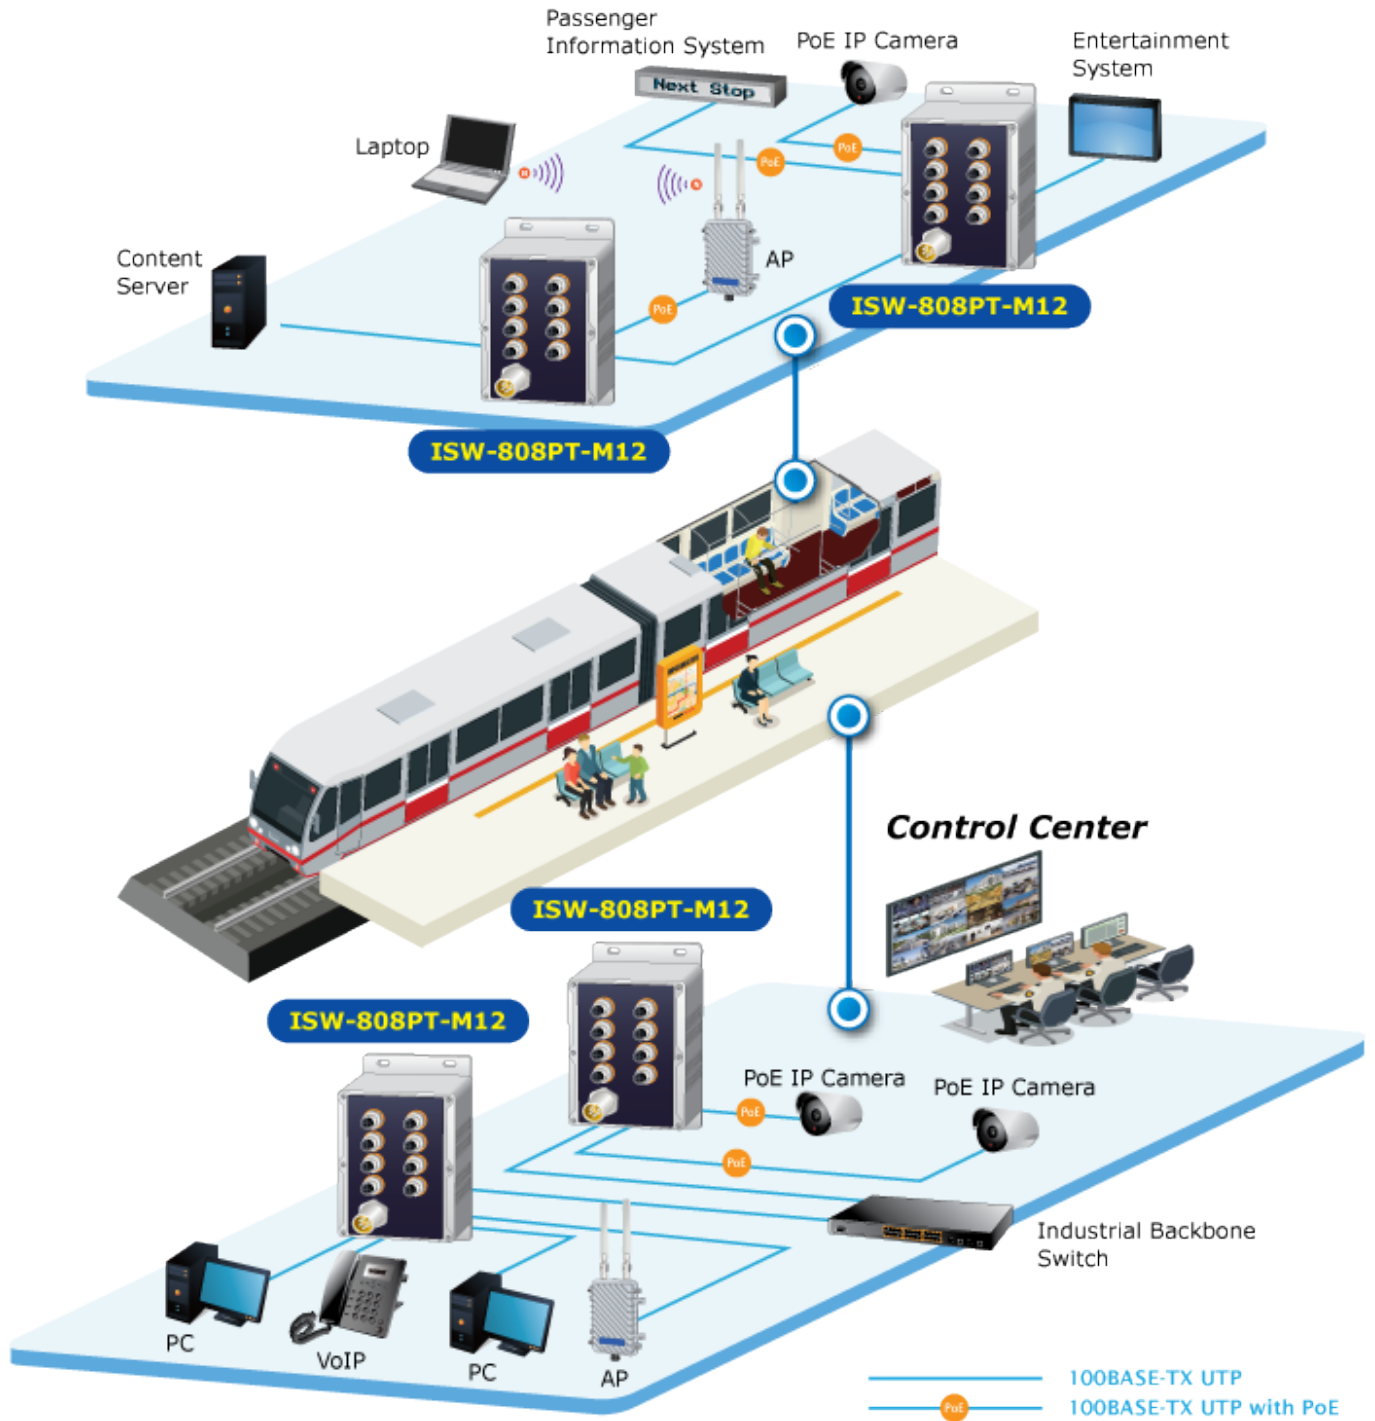 Passenger
Information System
PoE IP Camera
Entertainment
System
Next Stop
Laptop
PoE
PoE
Content
Server
AP
PoE
ISW-808PT-M12
ISW-808PT-M12
Control Center
ISW-808PT-M12
ISW-808PT-M12
PoE IP Camera
PoE IP Camera
PoE
PoE
Industrial Backbone
Switch
PC
VoIP
PC
AP
100BASE-TX UTP
PoE
100BASE-TX UTP with PoE